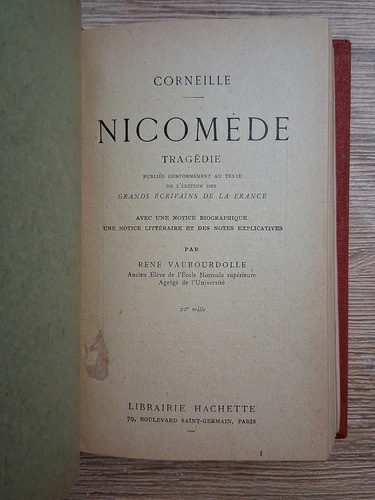 CORNEILLE
NICOMÈDE
TRAGÉDIE
PUBLIÉE CONFORMÉMENT AU TEXTE
DE L'ÉDITION DES
GRANDS ÉCRIVAINS DE LA FRANCE
AVEC UNE NOTICE BIOGRAPHIQUE
UNE NOTICE LITTÉRAIRE ET DES NOTES EXPLICATIVES
PAR
RENÉ VAUBOURDOLLE
Ancien Élève de l'École Normale supérieure
Agrégé de l'Université
21e mille
LIBRAIRIE HACHETTE
79, BOULEVARD SAINT-GERMAIN, PARIS